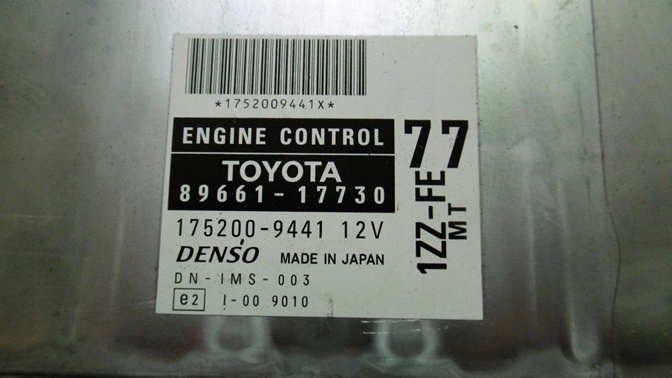 *1752009441X*
ENGINE CONTROL
TOYOTA
89661-17730
175200-9441 12V
DENSO MADE IN JAPAN
DN-IMS-003
e2 I-00 9010
77
1ZZ-FE
MT